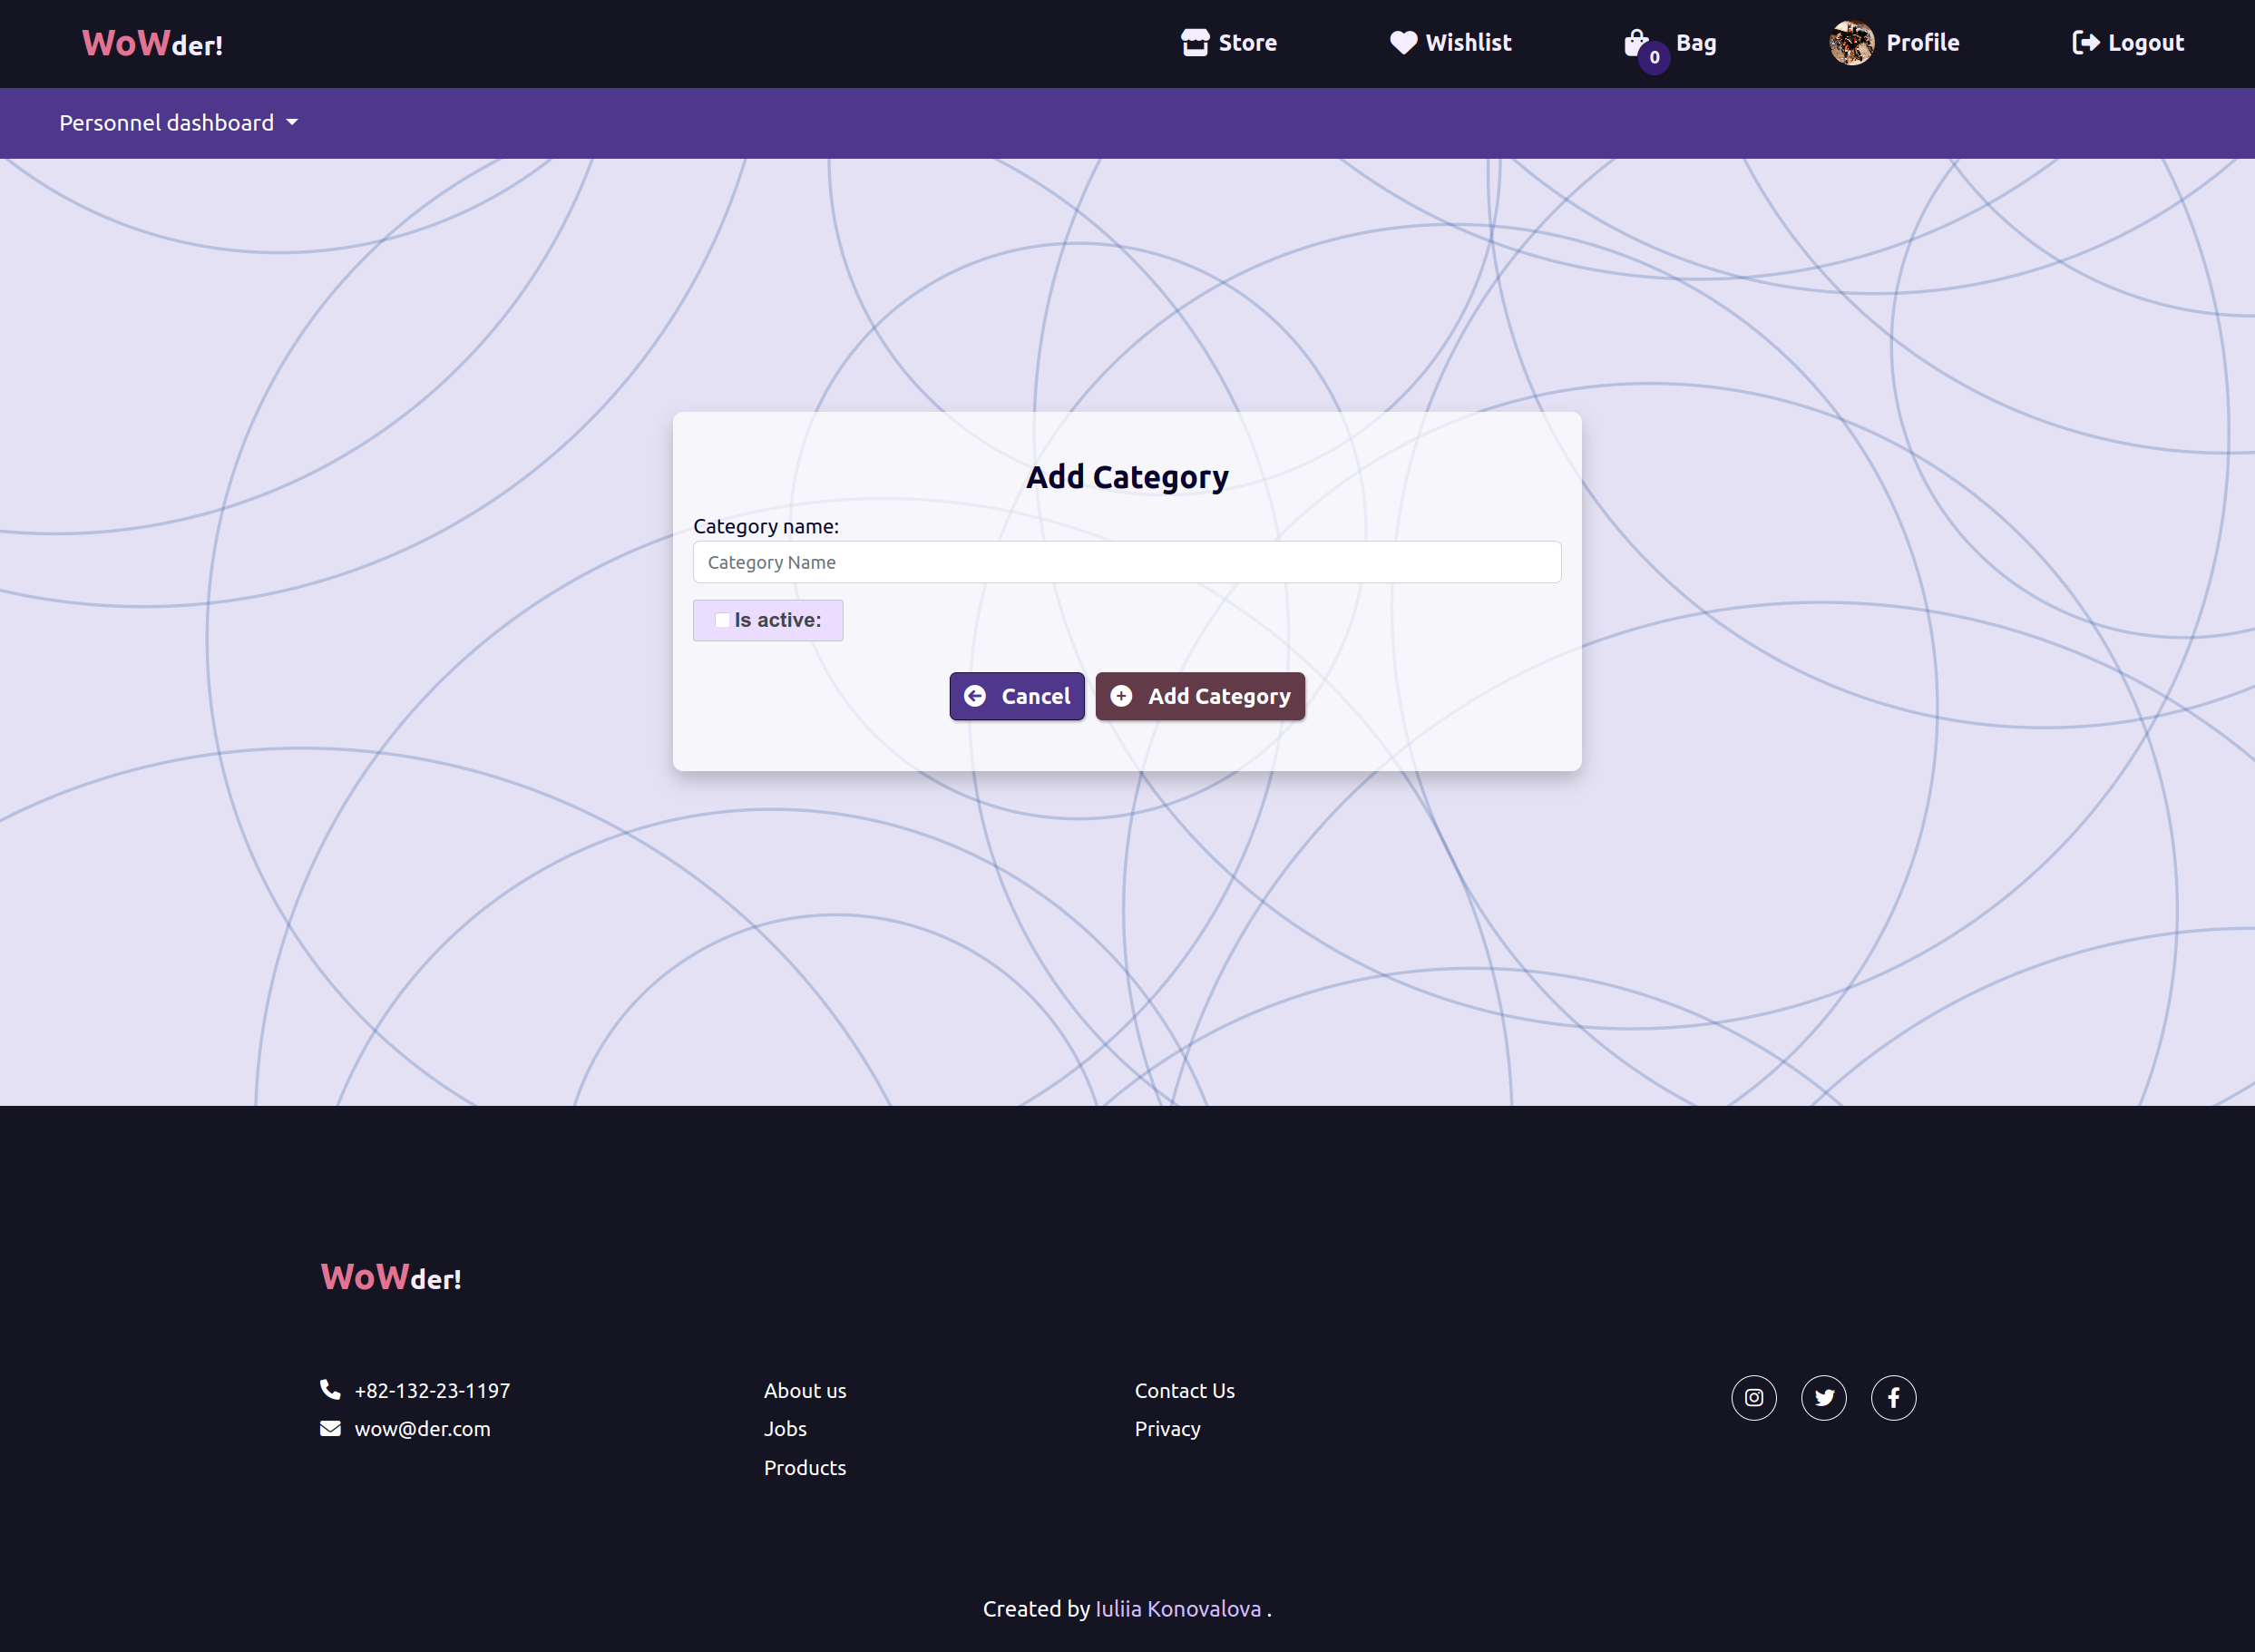 WoWder!
Store
Wishlist
0
Bag
Profile
Logout
Personnel dashboard
Add Category
Category name:
Category Name
Is active:
Cancel
Add Category
WoWder!
+82-132-23-1197
wow@der.com
About us
Jobs
Products
Contact Us
Privacy
Created by Iuliia Konovalova .